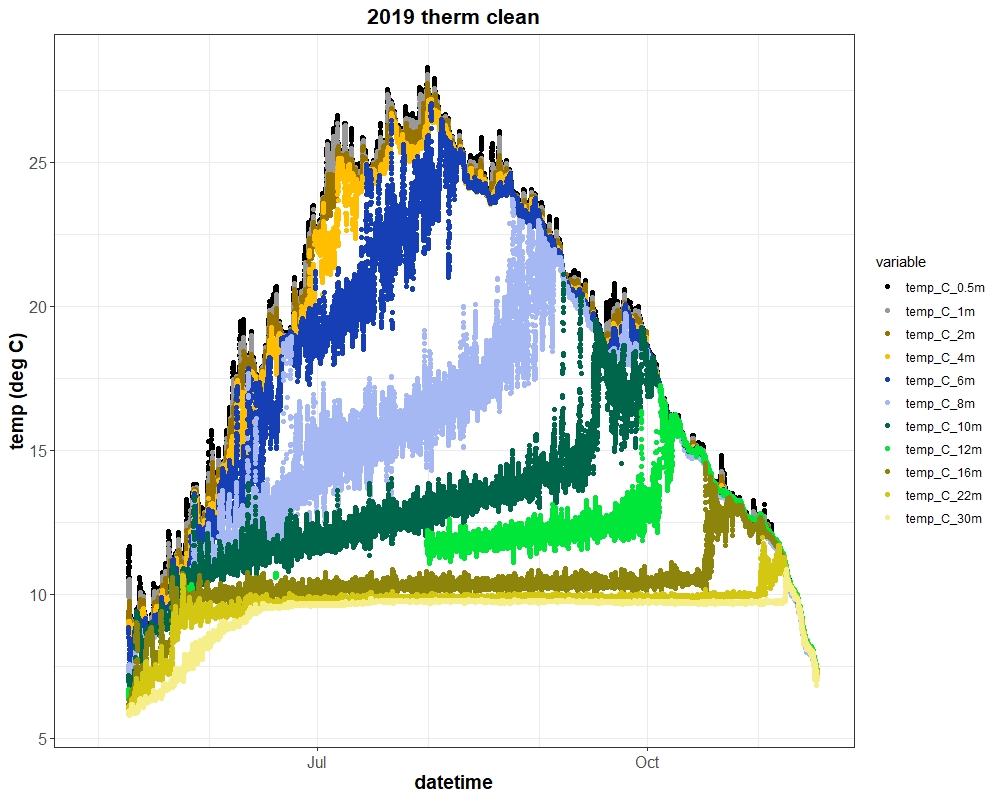 2019 therm clean
temp (deg C)
25
20
15
10
5
Jul
Oct
datetime
variable
temp_C_0.5m
temp_C_1m
temp_C_2m
temp_C_4m
temp_C_6m
temp_C_8m
temp_C_10m
temp_C_12m
temp_C_16m
temp_C_22m
temp_C_30m